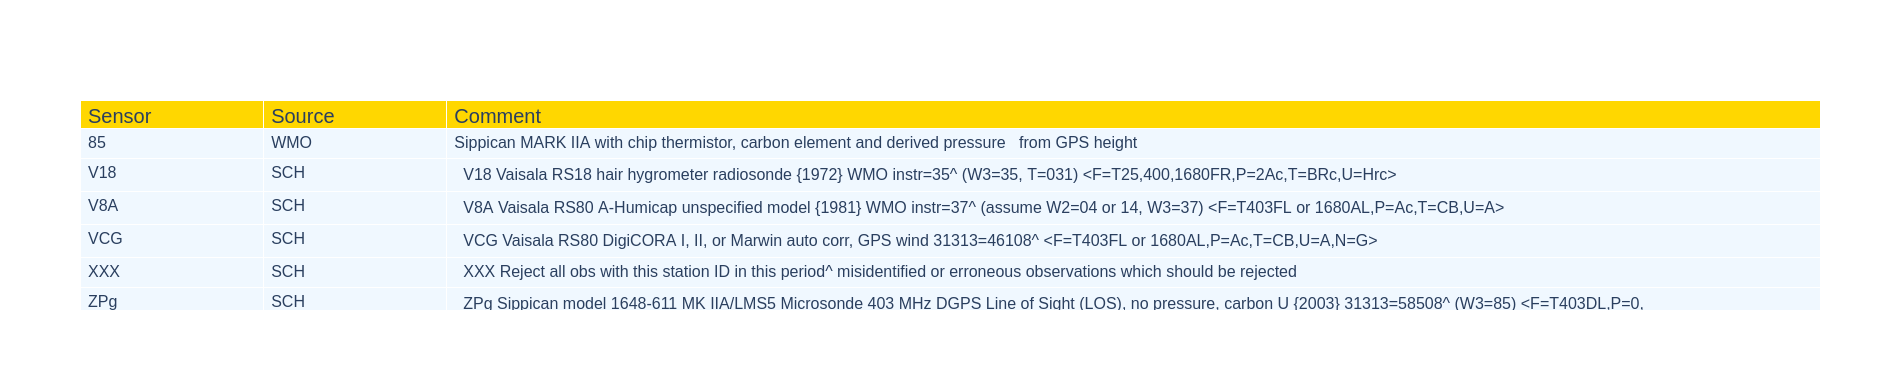 Sensor Source Comment
85 WMO Sippican MARK IIA with chip thermistor, carbon element and derived pressure   from GPS height
V18 SCH V18 Vaisala RS18 hair hygrometer radiosonde {1972} WMO instr=35^ (W3=35, T=031) <F=T25,400,1680FR,P=2Ac,T=BRc,U=Hrc>
V8A SCH V8A Vaisala RS80 A-Humicap unspecified model {1981} WMO instr=37^ (assume W2=04 or 14, W3=37) <F=T403FL or 1680AL,P=Ac,T=CB,U=A>
VCG SCH VCG Vaisala RS80 DigiCORA I, II, or Marwin auto corr, GPS wind 31313=46108^ <F=T403FL or 1680AL,P=Ac,T=CB,U=A,N=G>
XXX SCH XXX Reject all obs with this station ID in this period^ misidentified or erroneous observations which should be rejected
ZPg SCH ZPg Sippican model 1648-611 MK IIA/LMS5 Microsonde 403 MHz DGPS Line of Sight (LOS), no pressure, carbon U {2003} 31313=58508^ (W3=85) <F=T403DL,P=0,